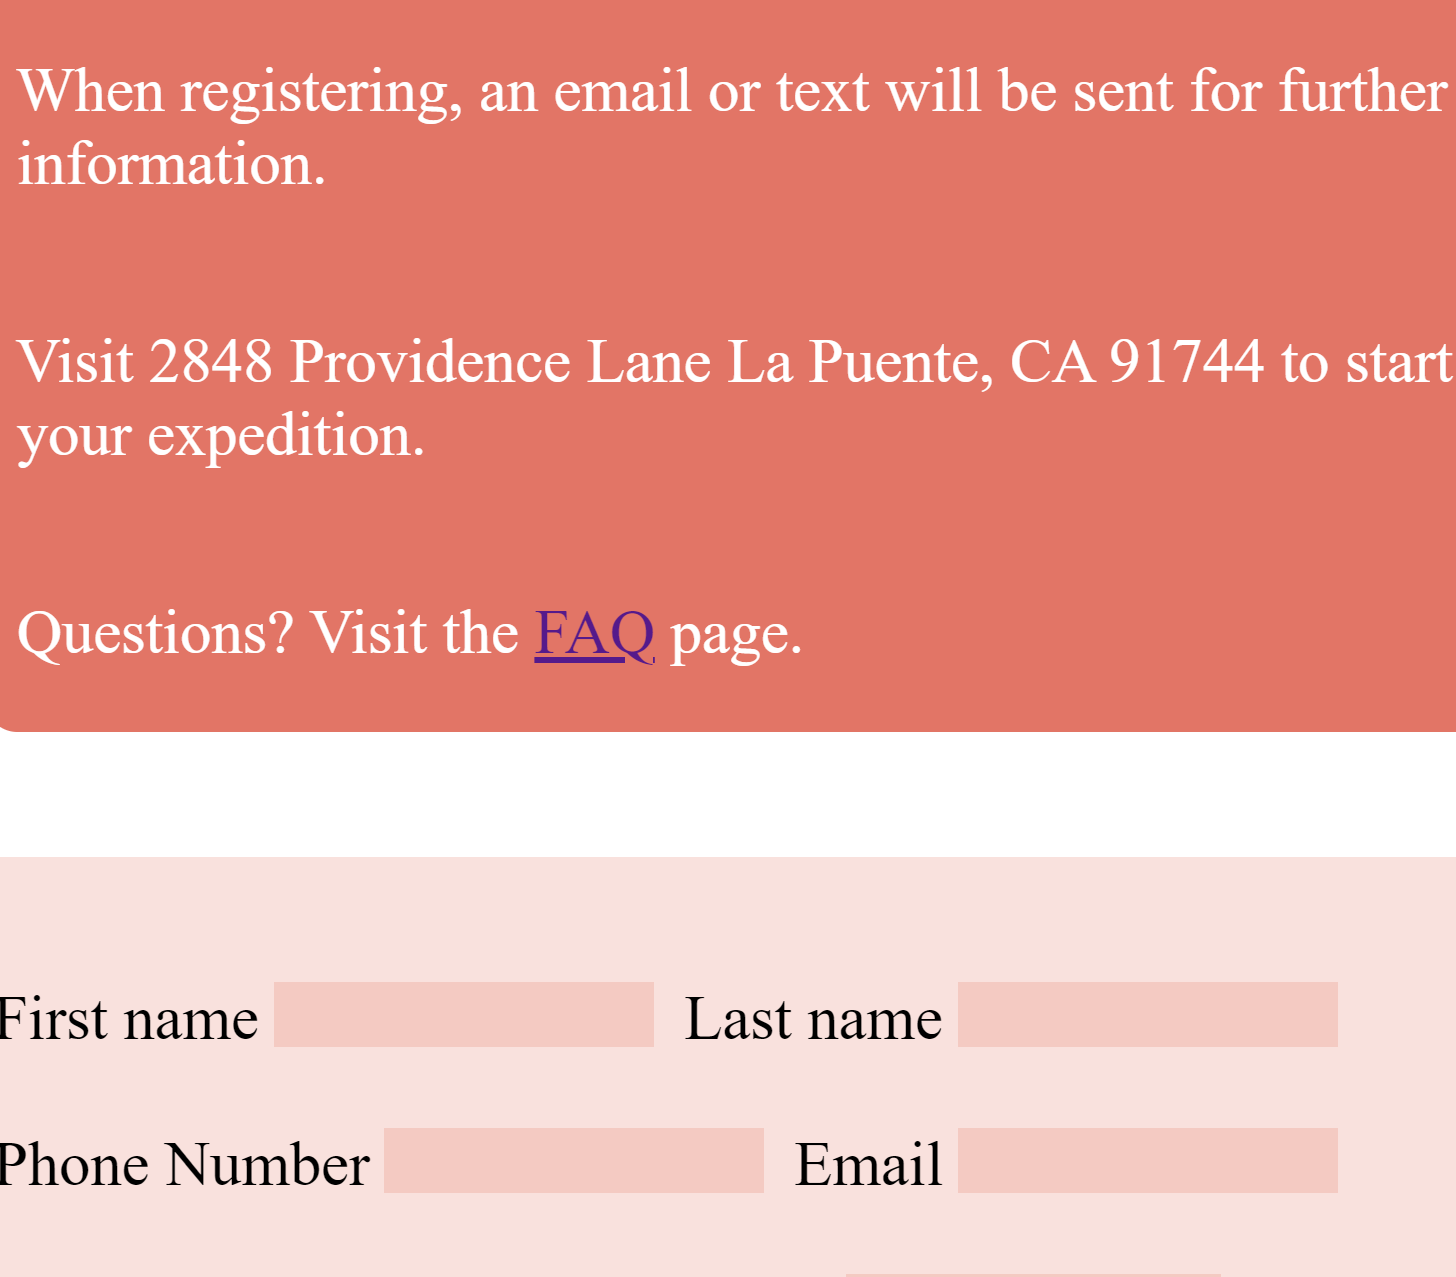 When registering, an email or text will be sent for further
information.
Visit 2848 Providence Lane La Puente, CA 91744 to start
your expedition.
Questions? Visit the FAQ page.
First name Last name
Phone Number Email